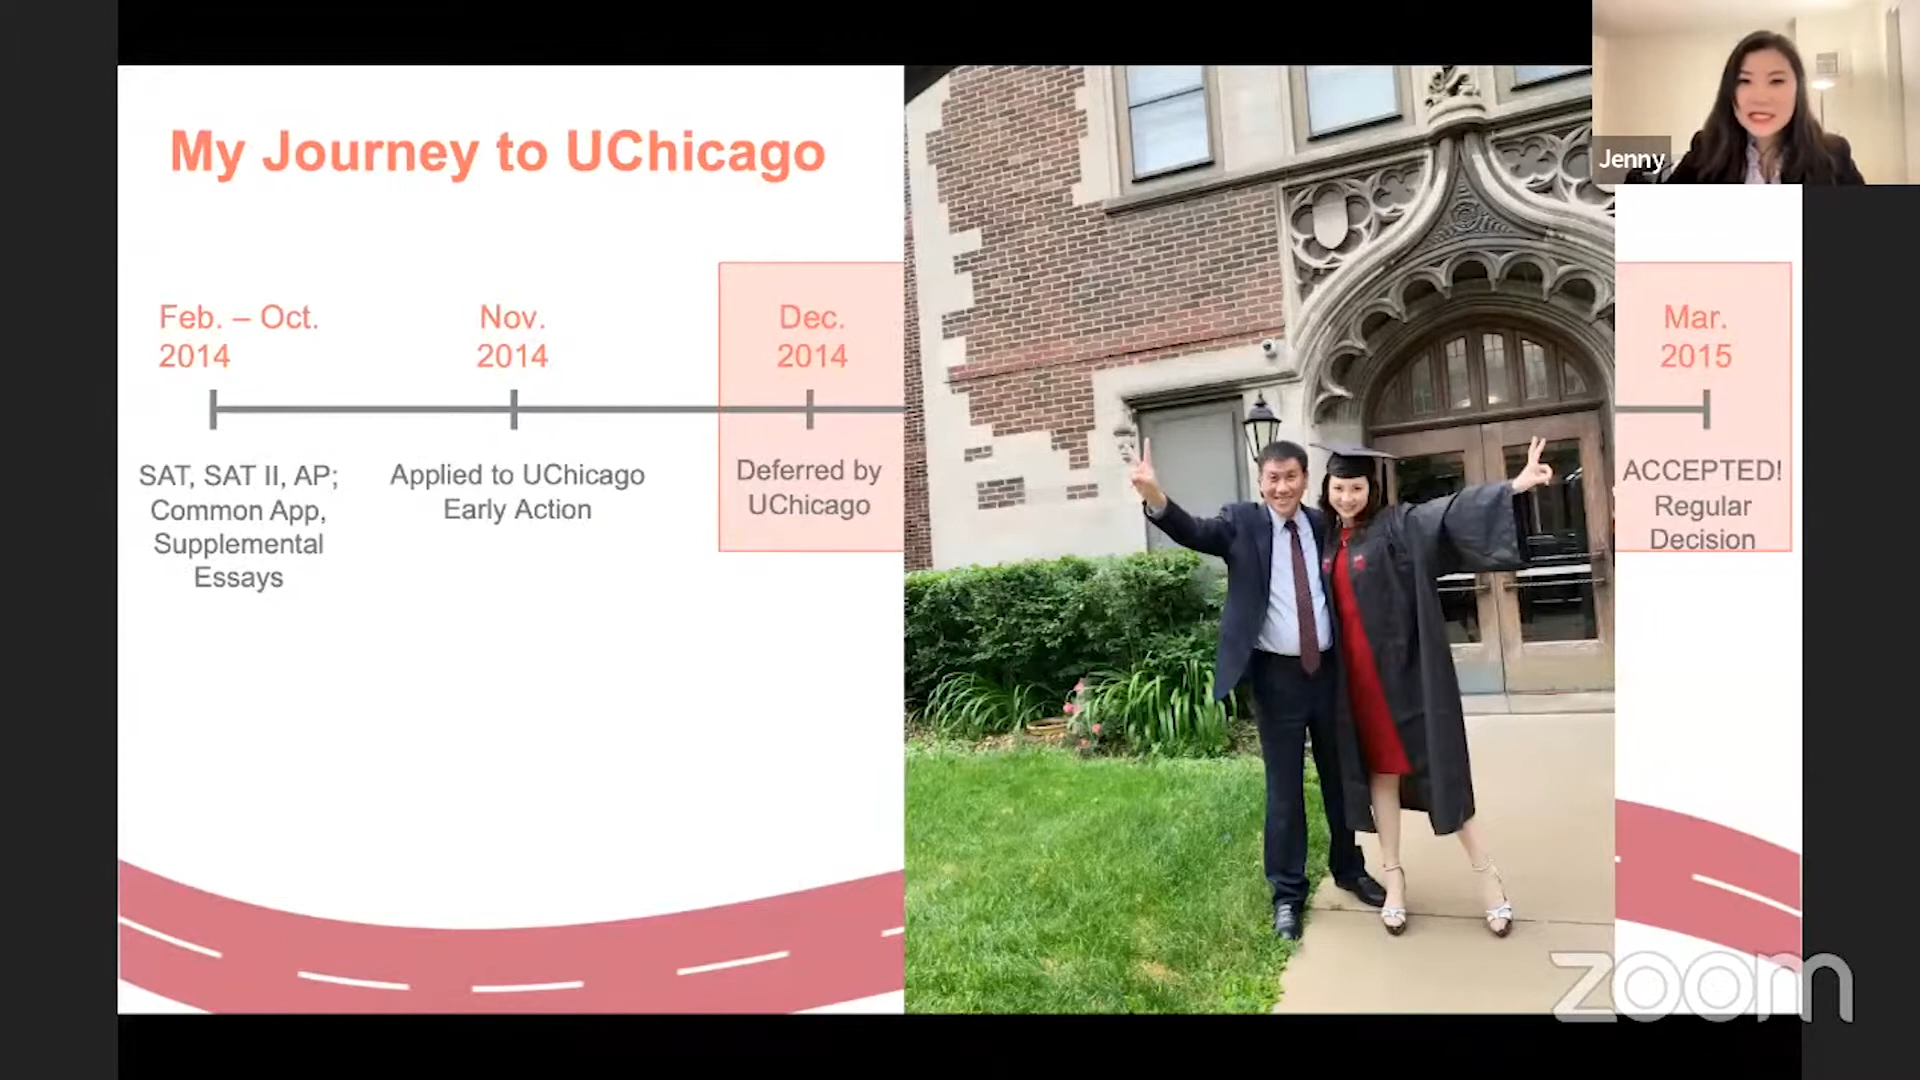 My Journey to UChicago
Jenny
Feb. – Oct.
2014
Nov.
2014
Dec.
2014
Mar.
2015
SAT, SAT II, AP;
Common App,
Supplemental
Essays
Applied to UChicago
Early Action
Deferred by
UChicago
ACCEPTED!
Regular
Decision
zoom